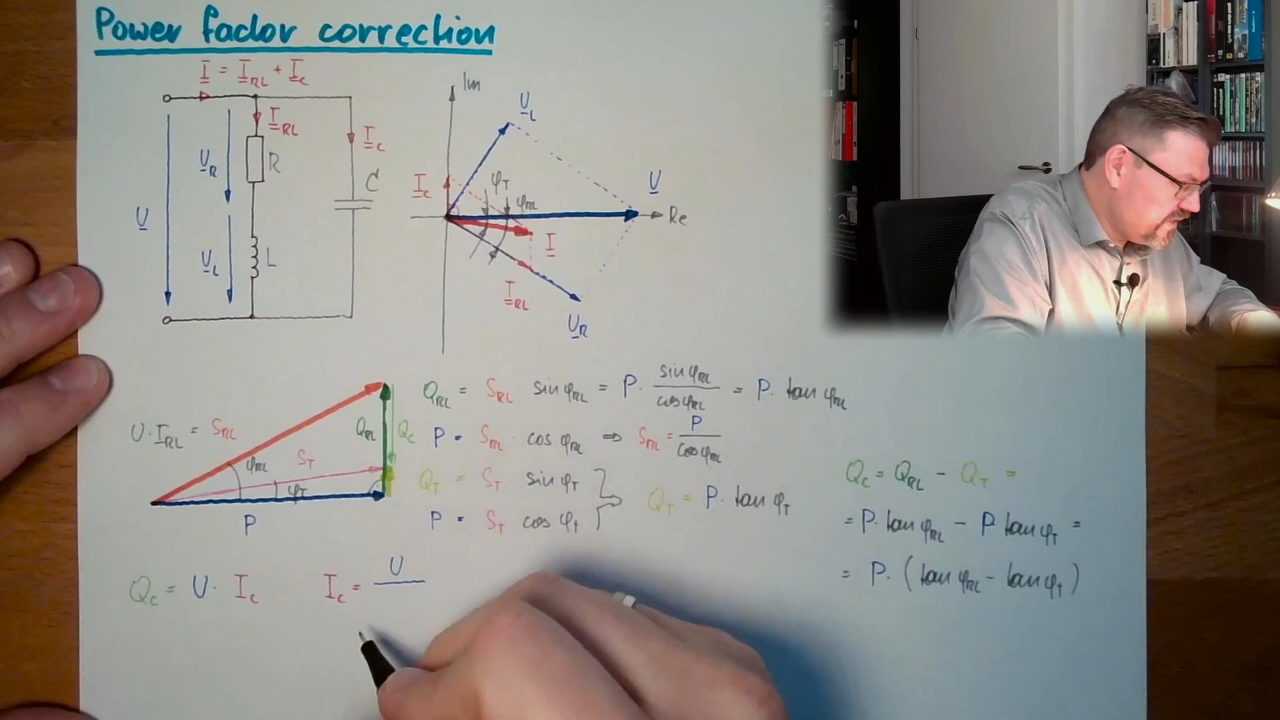 Power factor correction
I = I_RL + I_C
I_RL
I_C
U_R
R
C
U
U_L
L
Im
U_L
I_C
φ_T
φ_RL
U
Re
I
I_RL
U_R
U · I_RL = S_RL
φ_RL
S_T
φ_T
P
Q_RL
Q_C
Q_RL = S_RL · sin φ_RL = P · sin φ_RL / cos φ_RL = P · tan φ_RL
P = S_RL · cos φ_RL ⇒ S_RL = P / cos φ_RL
Q_T = S_T sin φ_T
P = S_T cos φ_T
Q_T = P · tan φ_T
Q_C = Q_RL - Q_T =
= P · tan φ_RL - P tan φ_T =
= P · (tan φ_RL - tan φ_T)
Q_C = U · I_C
I_C = U